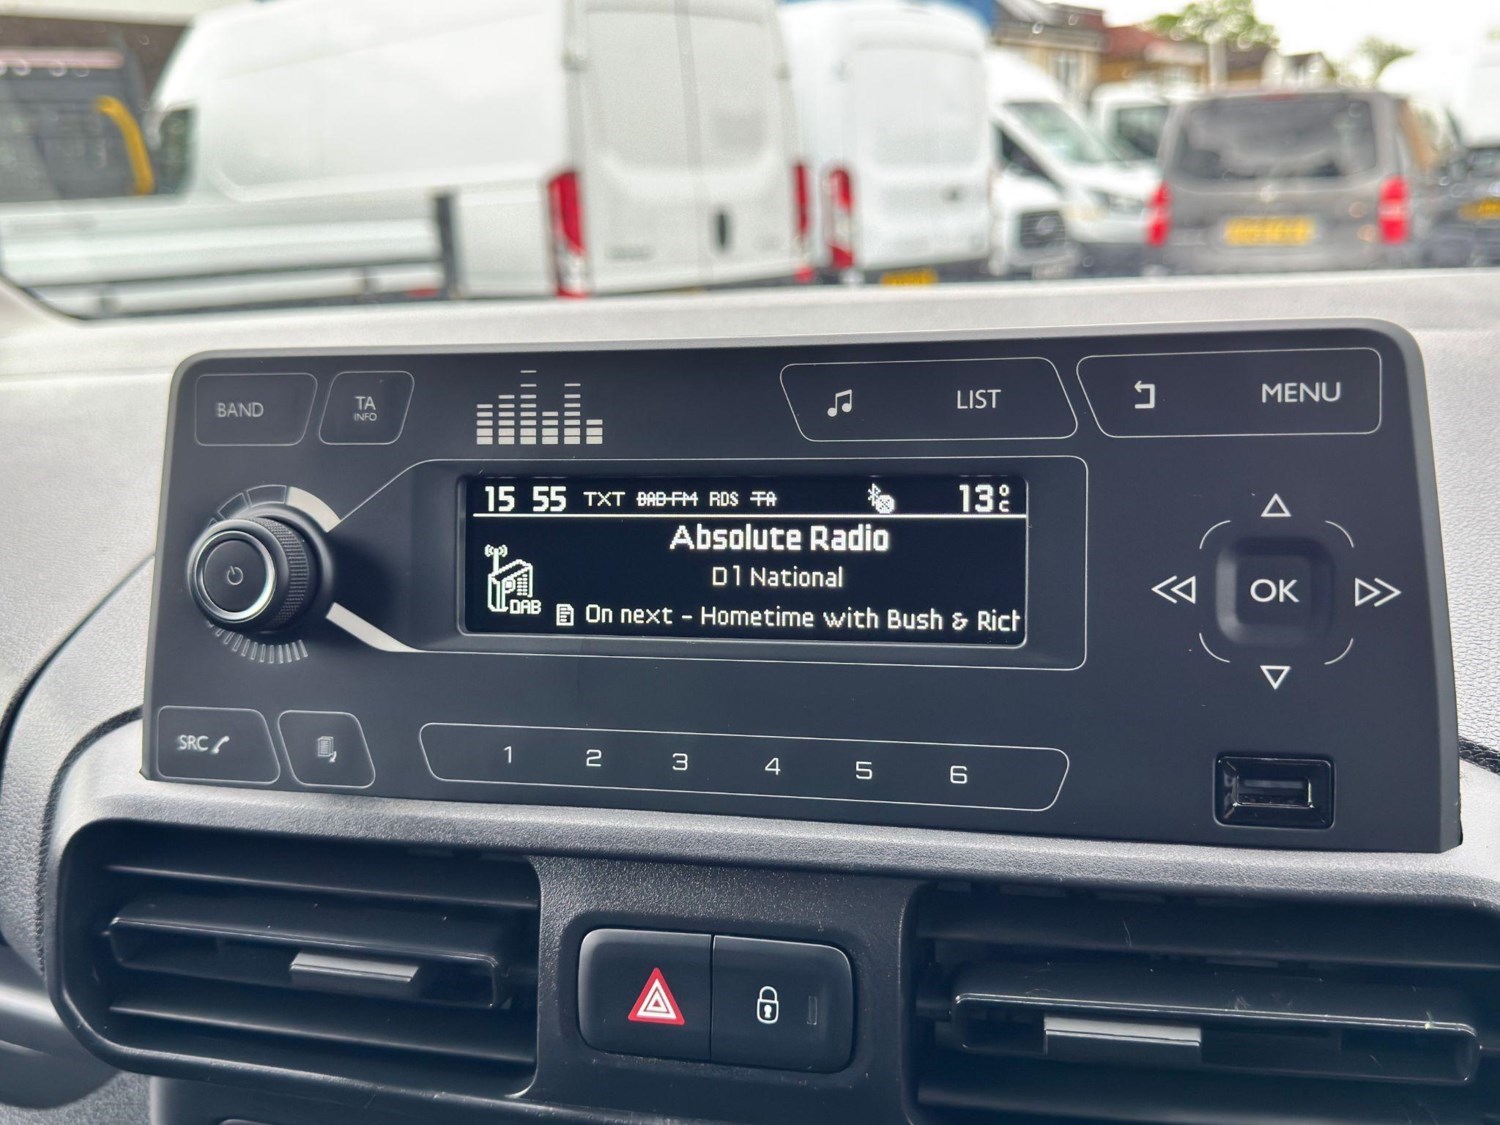 BAND
TA
INFO
LIST
MENU
15 55 TXT DAB-FM RDS TA 13°C
Absolute Radio
D1 National
DAB
On next - Hometime with Bush & Rich
OK
SRC
1 2 3 4 5 6